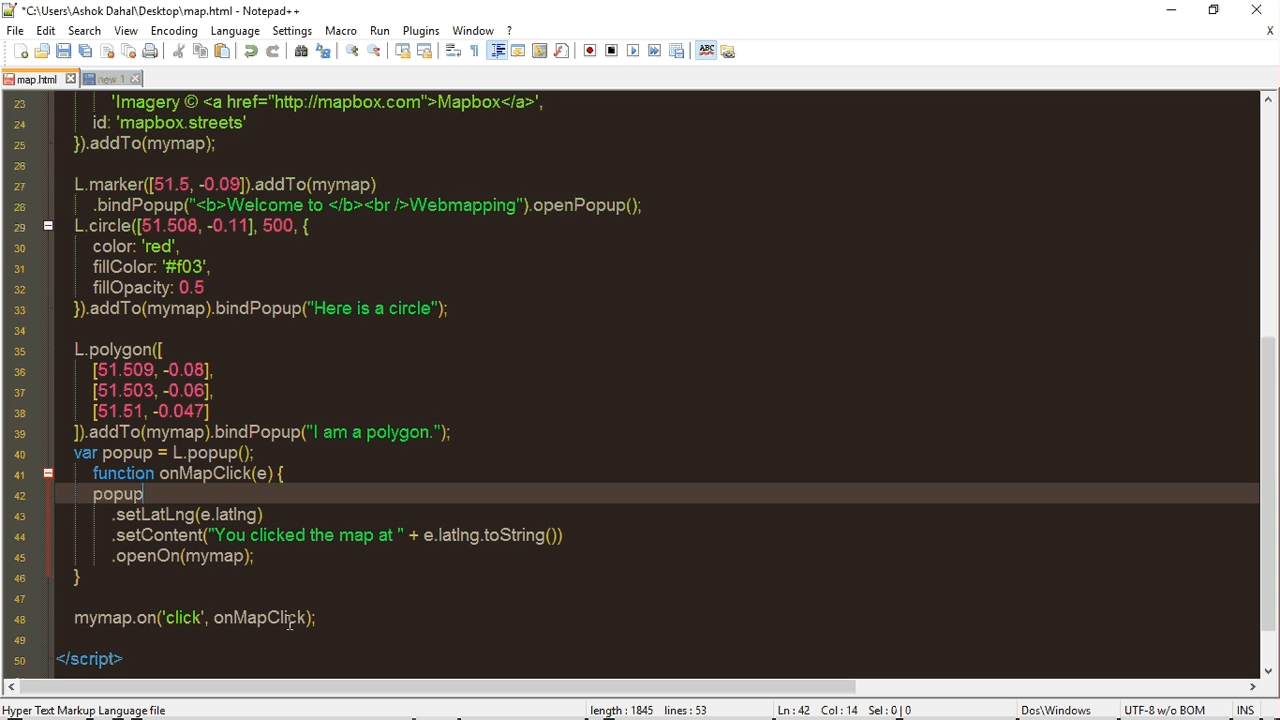 *C:\Users\Ashok Dahal\Desktop\map.html - Notepad++
File Edit Search View Encoding Language Settings Macro Run Plugins Window ? X
map.html new 1
23 'Imagery © <a href="http://mapbox.com">Mapbox</a>',
24 id: 'mapbox.streets'
25 }).addTo(mymap);
26
27 L.marker([51.5, -0.09]).addTo(mymap)
28 .bindPopup("<b>Welcome to </b><br />Webmapping").openPopup();
29 L.circle([51.508, -0.11], 500, {
30 color: 'red',
31 fillColor: '#f03',
32 fillOpacity: 0.5
33 }).addTo(mymap).bindPopup("Here is a circle");
34
35 L.polygon([
36 [51.509, -0.08],
37 [51.503, -0.06],
38 [51.51, -0.047]
39 ]).addTo(mymap).bindPopup("I am a polygon.");
40 var popup = L.popup();
41 function onMapClick(e) {
42 popup
43 .setLatLng(e.latlng)
44 .setContent("You clicked the map at " + e.latlng.toString())
45 .openOn(mymap);
46 }
47
48 mymap.on('click', onMapClick);
49
50 </script>
Hyper Text Markup Language file length : 1845 lines : 53 Ln : 42 Col : 14 Sel : 0 | 0 Dos\Windows UTF-8 w/o BOM INS